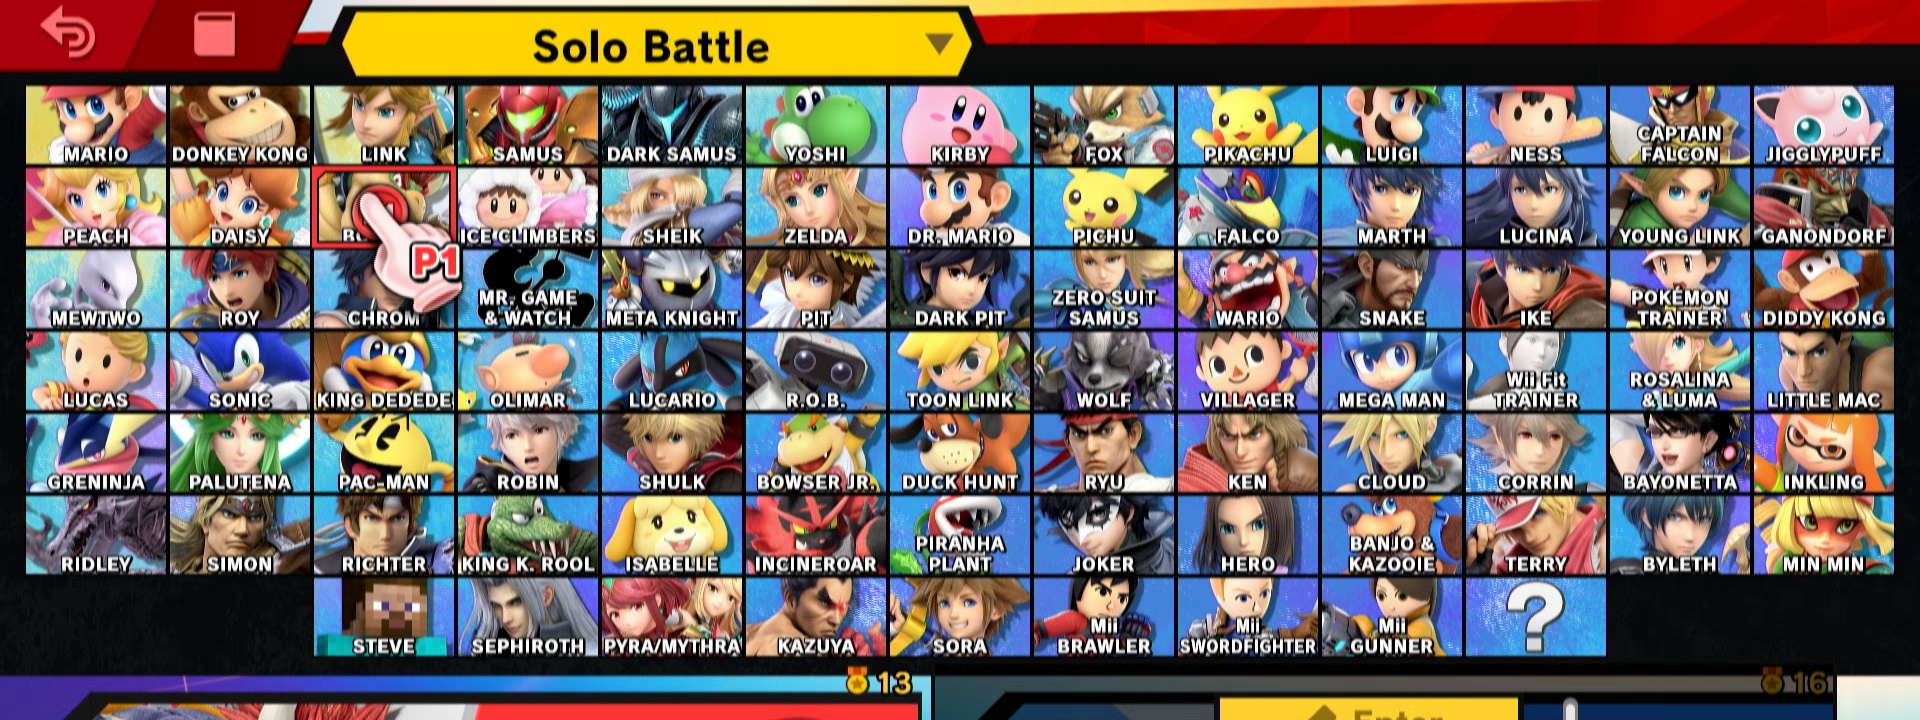 Solo Battle
MARIO
DONKEY KONG
LINK
SAMUS
DARK SAMUS
YOSHI
KIRBY
FOX
PIKACHU
LUIGI
NESS
CAPTAIN
FALCON
JIGGLYPUFF
PEACH
DAISY
P1
ICE CLIMBERS
SHEIK
ZELDA
DR. MARIO
PICHU
FALCO
MARTH
LUCINA
YOUNG LINK
GANONDORF
MEWTWO
ROY
CHROM
MR. GAME
& WATCH
META KNIGHT
PIT
DARK PIT
ZERO SUIT
SAMUS
WARIO
SNAKE
IKE
POKÉMON
TRAINER
DIDDY KONG
LUCAS
SONIC
KING DEDEDE
OLIMAR
LUCARIO
R.O.B.
TOON LINK
WOLF
VILLAGER
MEGA MAN
Wii Fit
TRAINER
ROSALINA
& LUMA
LITTLE MAC
GRENINJA
PALUTENA
PAC-MAN
ROBIN
SHULK
BOWSER JR.
DUCK HUNT
RYU
KEN
CLOUD
CORRIN
BAYONETTA
INKLING
RIDLEY
SIMON
RICHTER
KING K. ROOL
ISABELLE
INCINEROAR
PIRANHA
PLANT
JOKER
HERO
BANJO &
KAZOOIE
TERRY
BYLETH
MIN MIN
STEVE
SEPHIROTH
PYRA/MYTHRA
KAZUYA
SORA
Mii
BRAWLER
Mii
SWORDFIGHTER
Mii
GUNNER
?
13
16
Enter